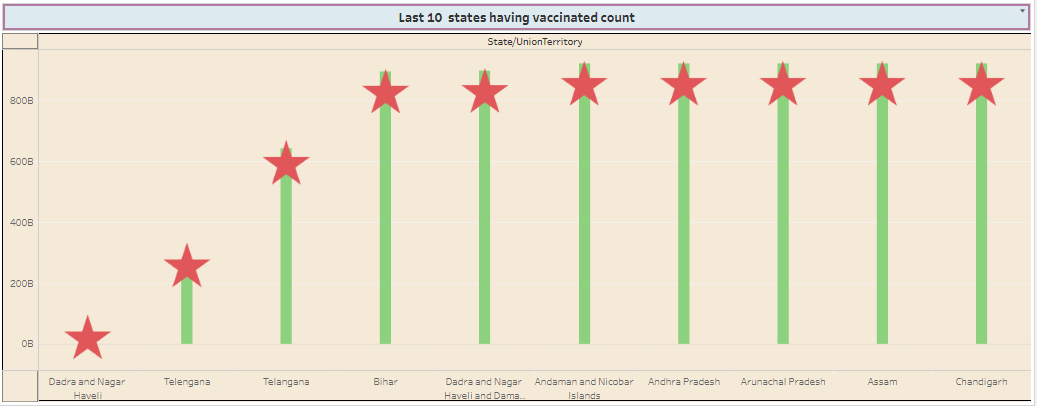 Last 10 states having vaccinated count
State/UnionTerritory
800B
600B
400B
200B
0B
Dadra and Nagar
Haveli
Telengana
Telangana
Bihar
Dadra and Nagar
Haveli and Dama..
Andaman and Nicobar
Islands
Andhra Pradesh
Arunachal Pradesh
Assam
Chandigarh